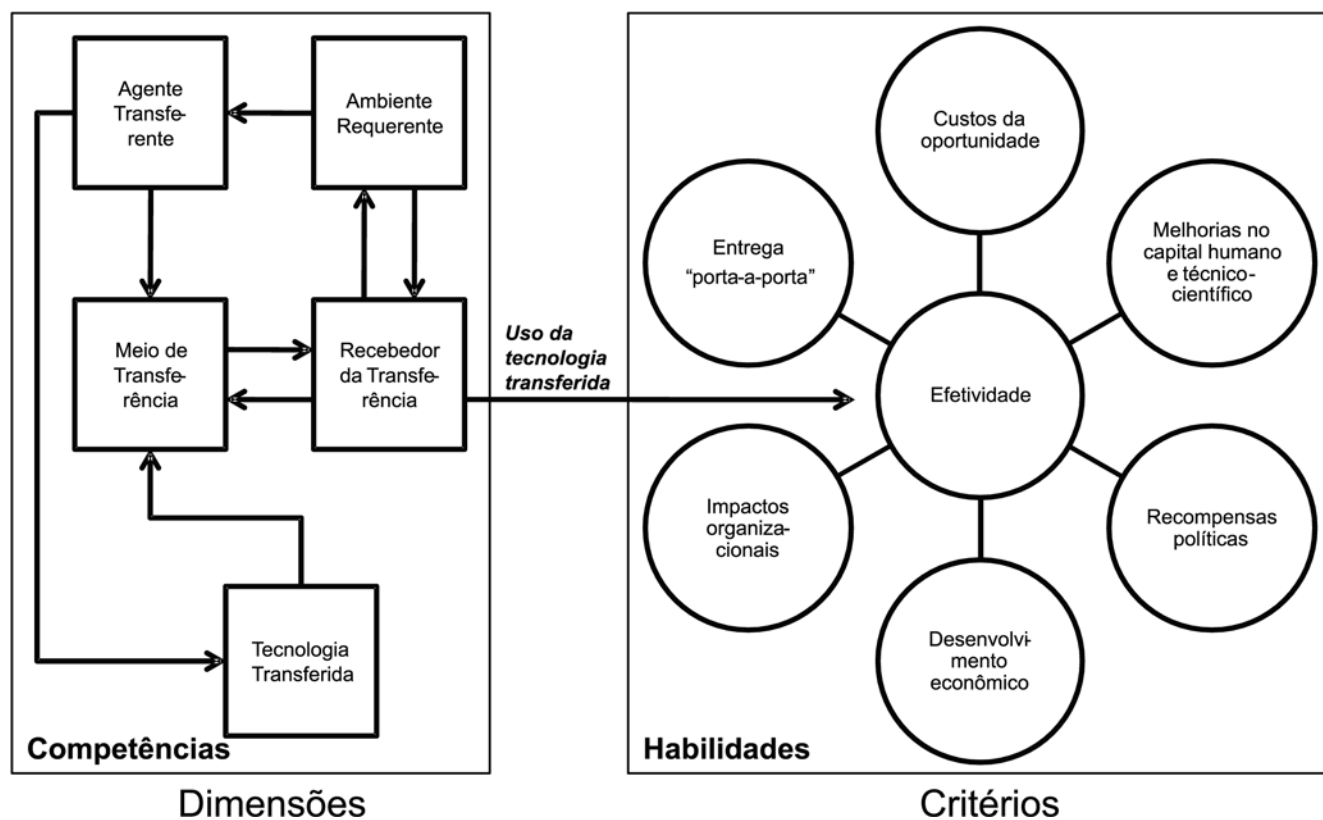 Agente
Transfe-
rente
Ambiente
Requerente
Meio de
Transfe-
rência
Recebedor
da Transfe-
rência
Tecnologia
Transferida
Competências
Dimensões
Uso da
tecnologia
transferida
Custos da
oportunidade
Entrega
“porta-a-porta”
Melhorias no
capital humano
e técnico-
científico
Efetividade
Impactos
organiza-
cionais
Recompensas
políticas
Desenvolvi-
mento
econômico
Habilidades
Critérios